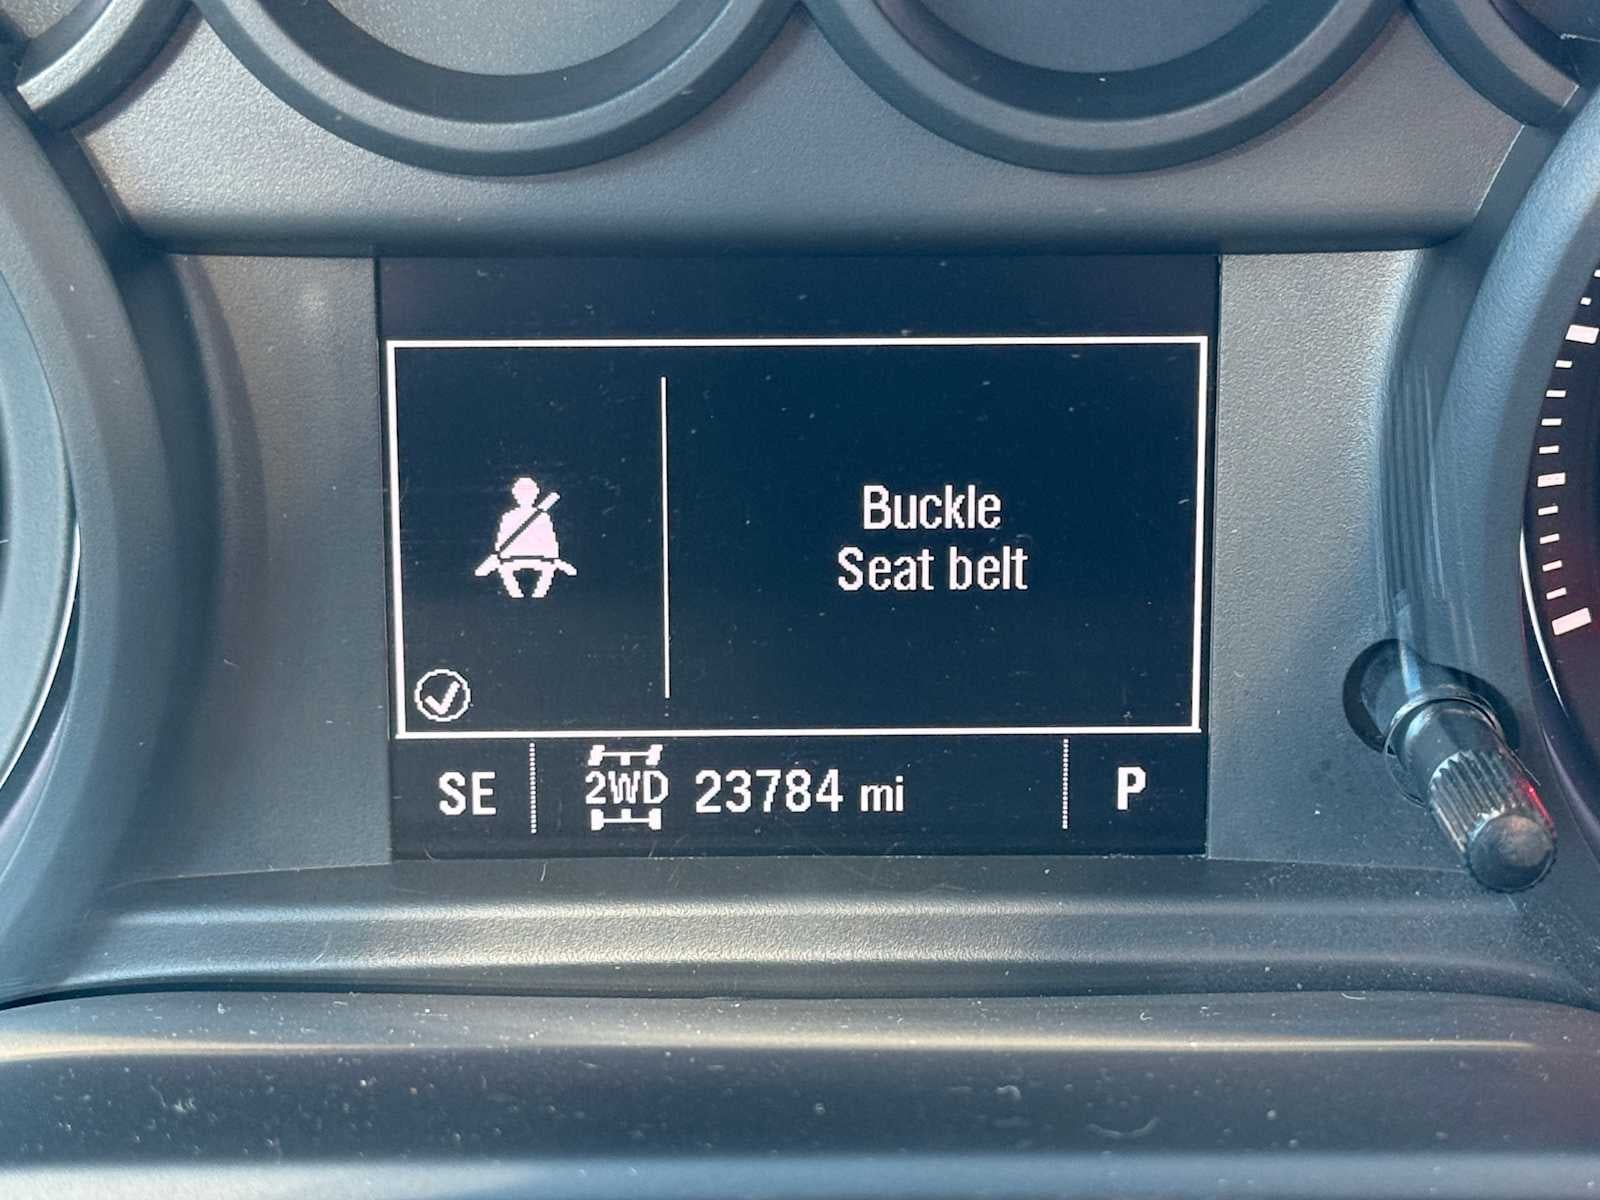 Buckle
Seat belt
SE 2WD 23784 mi P